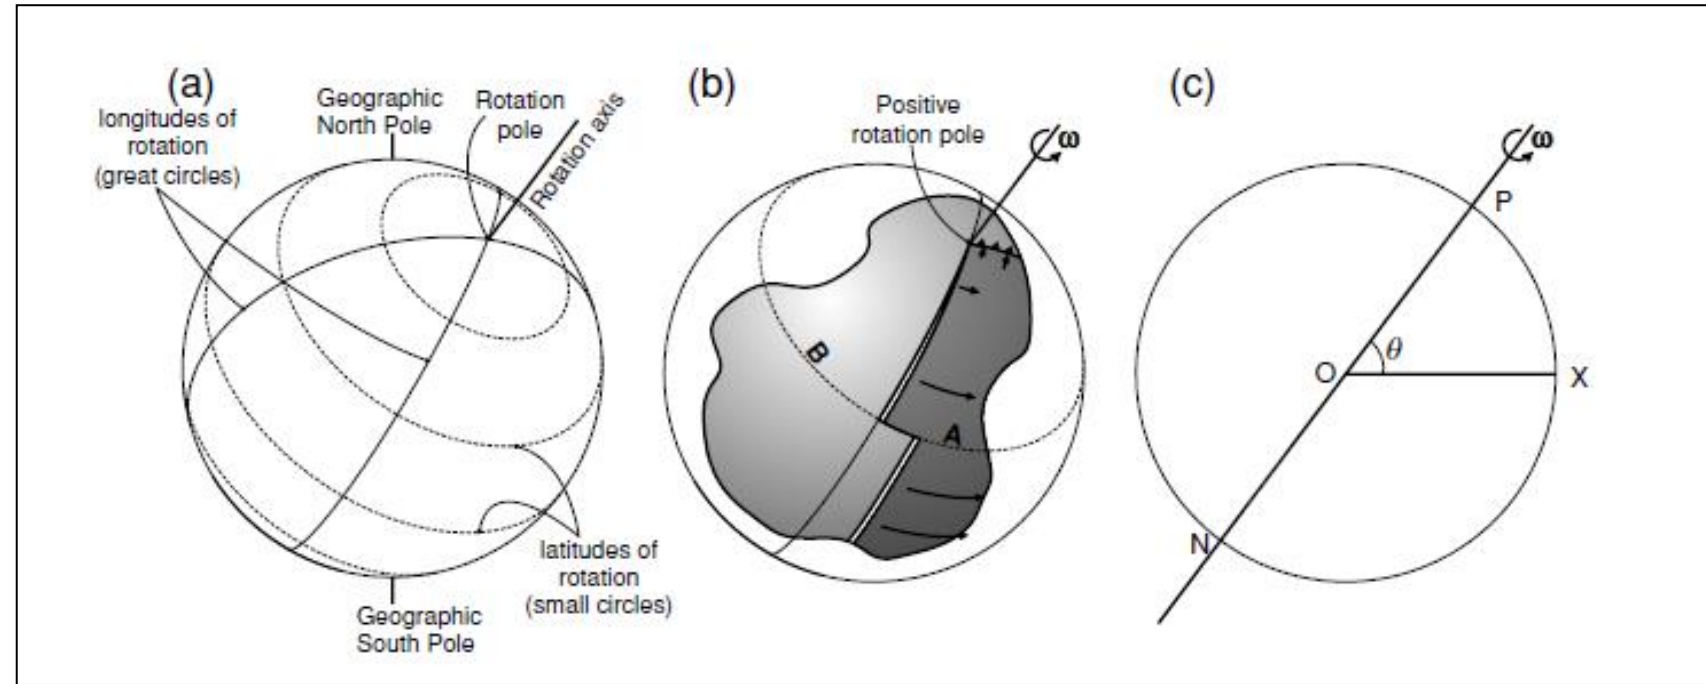 (a)
longitudes of
rotation
(great circles)
Geographic
North Pole
Rotation
pole
Rotation axis
latitudes of
rotation
(small circles)
Geographic
South Pole
(b)
Positive
rotation pole
ω
B
A
(c)
ω
P
θ
O
X
N